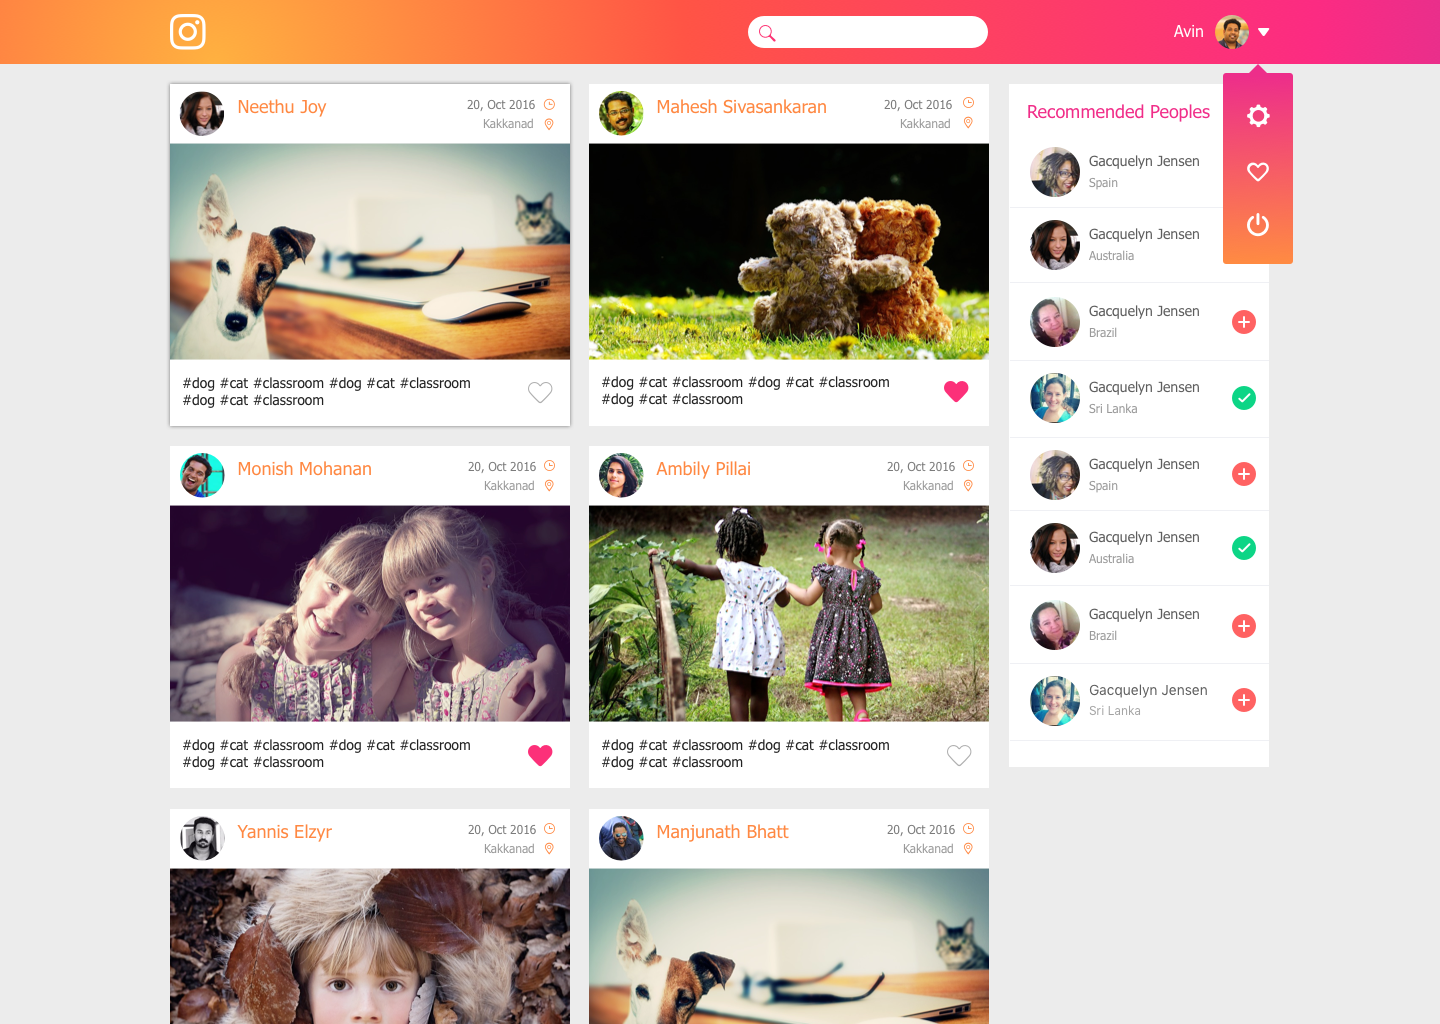 Avin
Neethu Joy
20, Oct 2016
Kakkanad
#dog #cat #classroom #dog #cat #classroom
#dog #cat #classroom
Mahesh Sivasankaran
20, Oct 2016
Kakkanad
#dog #cat #classroom #dog #cat #classroom
#dog #cat #classroom
Monish Mohanan
20, Oct 2016
Kakkanad
#dog #cat #classroom #dog #cat #classroom
#dog #cat #classroom
Ambily Pillai
20, Oct 2016
Kakkanad
#dog #cat #classroom #dog #cat #classroom
#dog #cat #classroom
Yannis Elzyr
20, Oct 2016
Kakkanad
Manjunath Bhatt
20, Oct 2016
Kakkanad
Recommended Peoples
Gacquelyn Jensen
Spain
Gacquelyn Jensen
Australia
Gacquelyn Jensen
Brazil
Gacquelyn Jensen
Sri Lanka
Gacquelyn Jensen
Spain
Gacquelyn Jensen
Australia
Gacquelyn Jensen
Brazil
Gacquelyn Jensen
Sri Lanka